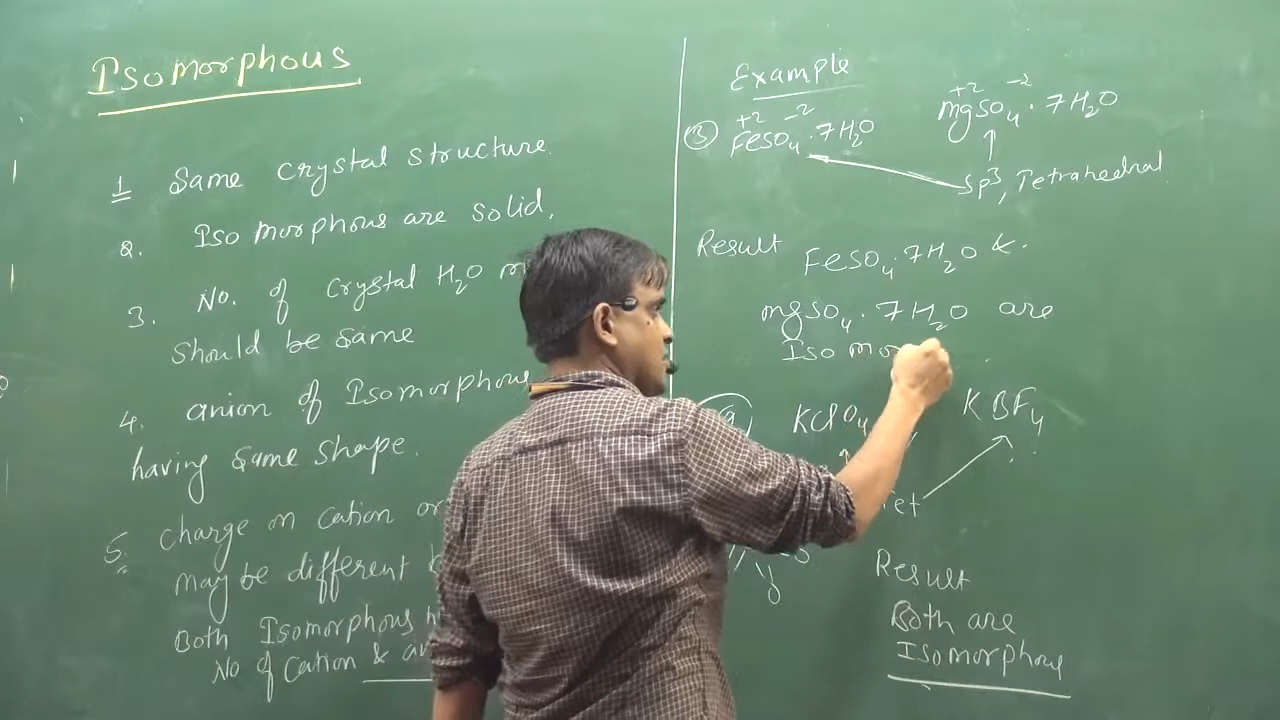 Isomorphous
1 Same crystal structure.
2. Iso morphous are solid,
3. No. of crystal H2O
should be same
4. anion of Isomorphous
having same shape.
5. charge on cation or
may be different
Both Isomorphous
No of cation &
Example
+2 -2
③ FeSO4.7H2O
+2 -2
mgSO4.7H2O
Sp3, Tetrahedral
Result FeSO4.7H2O &.
mgSO4.7H2O are
Iso mor
KClO4
KBF4
Result
Both are
Isomorphous